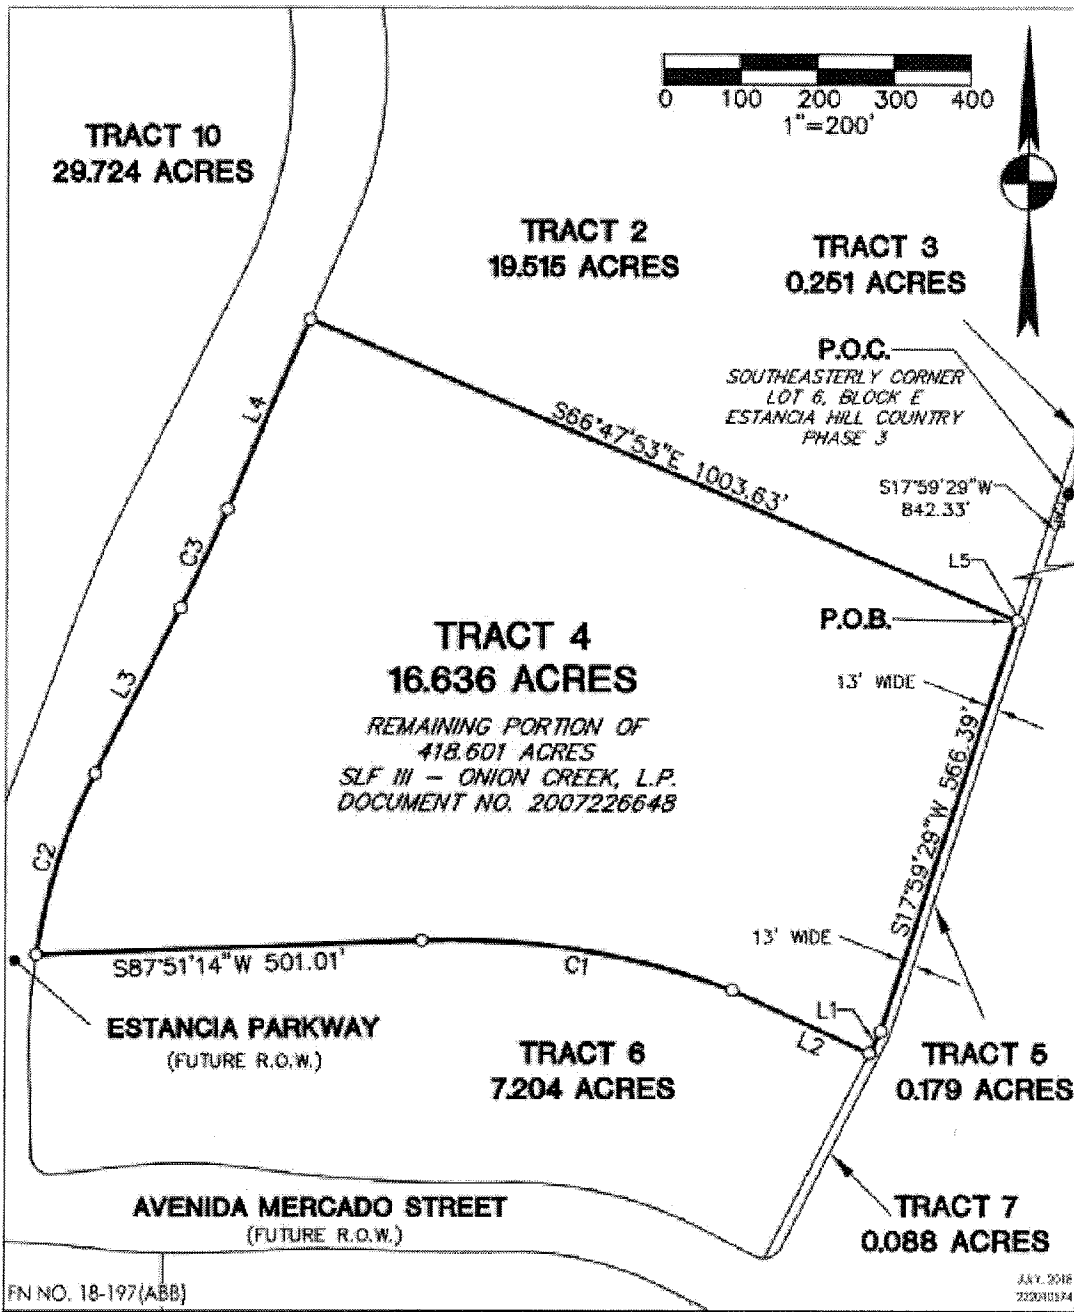 0 100 200 300 400
1"=200'
TRACT 10
29.724 ACRES
TRACT 2
19.515 ACRES
TRACT 3
0.251 ACRES
P.O.C.
SOUTHEASTERLY CORNER
LOT 6, BLOCK E
ESTANCIA HILL COUNTRY
PHASE 3
S17°59'29"W
842.33'
L4
S66°47'53"E 1003.63'
C3
L5
P.O.B.
TRACT 4
16.636 ACRES
REMAINING PORTION OF
418.601 ACRES
SLF III – ONION CREEK, L.P.
DOCUMENT NO. 2007226648
13' WIDE
L3
S17°59'29"W 566.39'
C2
13' WIDE
S87°51'14"W 501.01'
C1
L1
L2
ESTANCIA PARKWAY
(FUTURE R.O.W.)
TRACT 6
7.204 ACRES
TRACT 5
0.179 ACRES
AVENIDA MERCADO STREET
(FUTURE R.O.W.)
TRACT 7
0.088 ACRES
FN NO. 18-197(ABB)
JULY, 2018